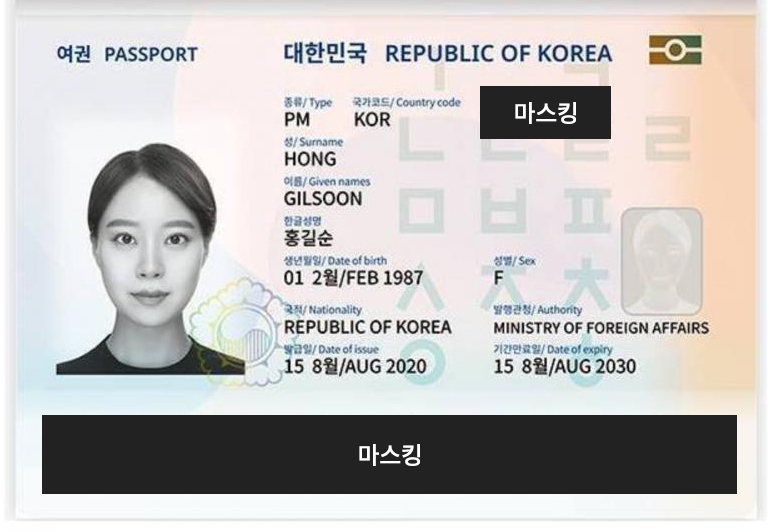 여권 PASSPORT
대한민국 REPUBLIC OF KOREA
종류/ Type 국가코드/ Country code
PM KOR
마스킹
성/ Surname
HONG
이름/ Given names
GILSOON
한글성명
홍길순
생년월일/ Date of birth 성별/ Sex
01 2월/FEB 1987 F
국적/ Nationality 발행관청/ Authority
REPUBLIC OF KOREA MINISTRY OF FOREIGN AFFAIRS
발급일/ Date of issue 기간만료일/ Date of expiry
15 8월/AUG 2020 15 8월/AUG 2030
마스킹